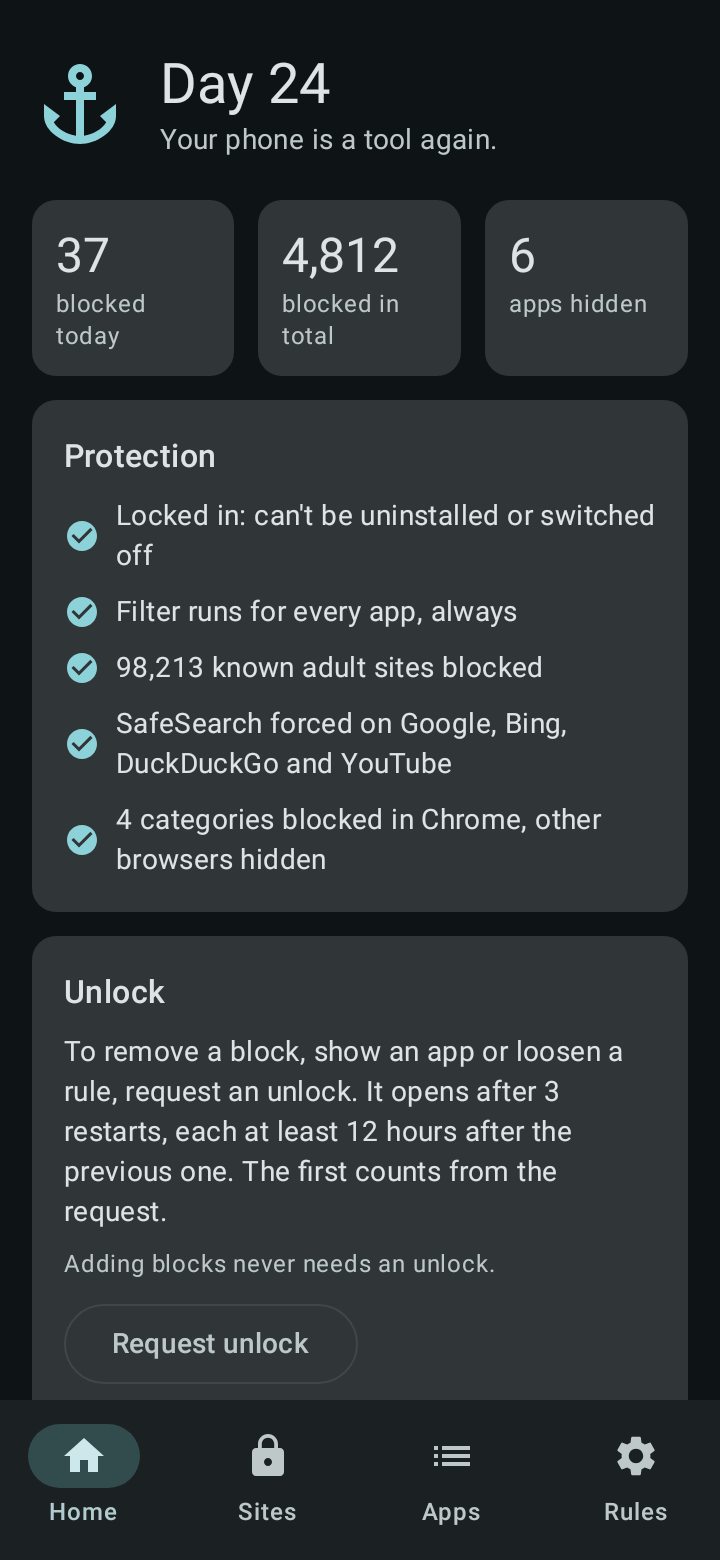 Day 24
Your phone is a tool again.
37
blocked
today
4,812
blocked in
total
6
apps hidden
Protection
Locked in: can't be uninstalled or switched
off
Filter runs for every app, always
98,213 known adult sites blocked
SafeSearch forced on Google, Bing,
DuckDuckGo and YouTube
4 categories blocked in Chrome, other
browsers hidden
Unlock
To remove a block, show an app or loosen a
rule, request an unlock. It opens after 3
restarts, each at least 12 hours after the
previous one. The first counts from the
request.
Adding blocks never needs an unlock.
Request unlock
Home
Sites
Apps
Rules